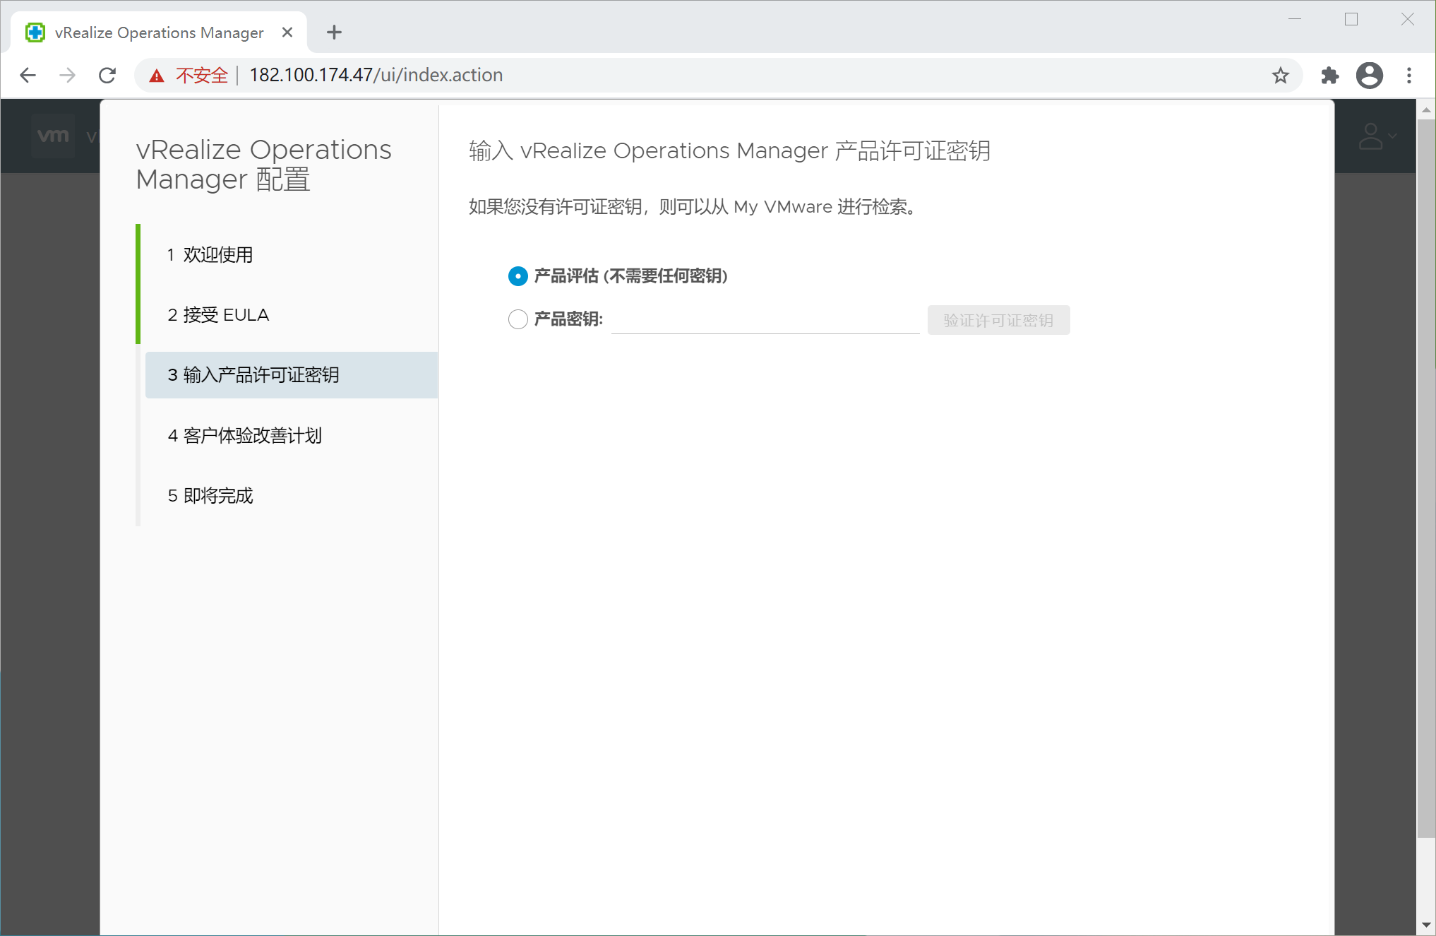 vRealize Operations Manager
不安全
182.100.174.47/ui/index.action
vm
v
vRealize Operations
Manager 配置
1 欢迎使用
2 接受 EULA
3 输入产品许可证密钥
4 客户体验改善计划
5 即将完成
输入 vRealize Operations Manager 产品许可证密钥
如果您没有许可证密钥，则可以从 My VMware 进行检索。
产品评估 (不需要任何密钥)
产品密钥:
验证许可证密钥